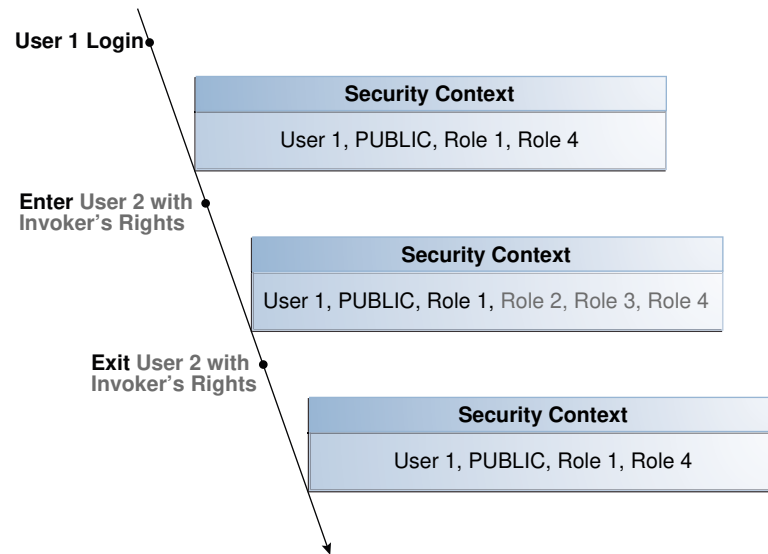 User 1 Login
Security Context
User 1, PUBLIC, Role 1, Role 4
Enter User 2 with
Invoker's Rights
Security Context
User 1, PUBLIC, Role 1, Role 2, Role 3, Role 4
Exit User 2 with
Invoker's Rights
Security Context
User 1, PUBLIC, Role 1, Role 4